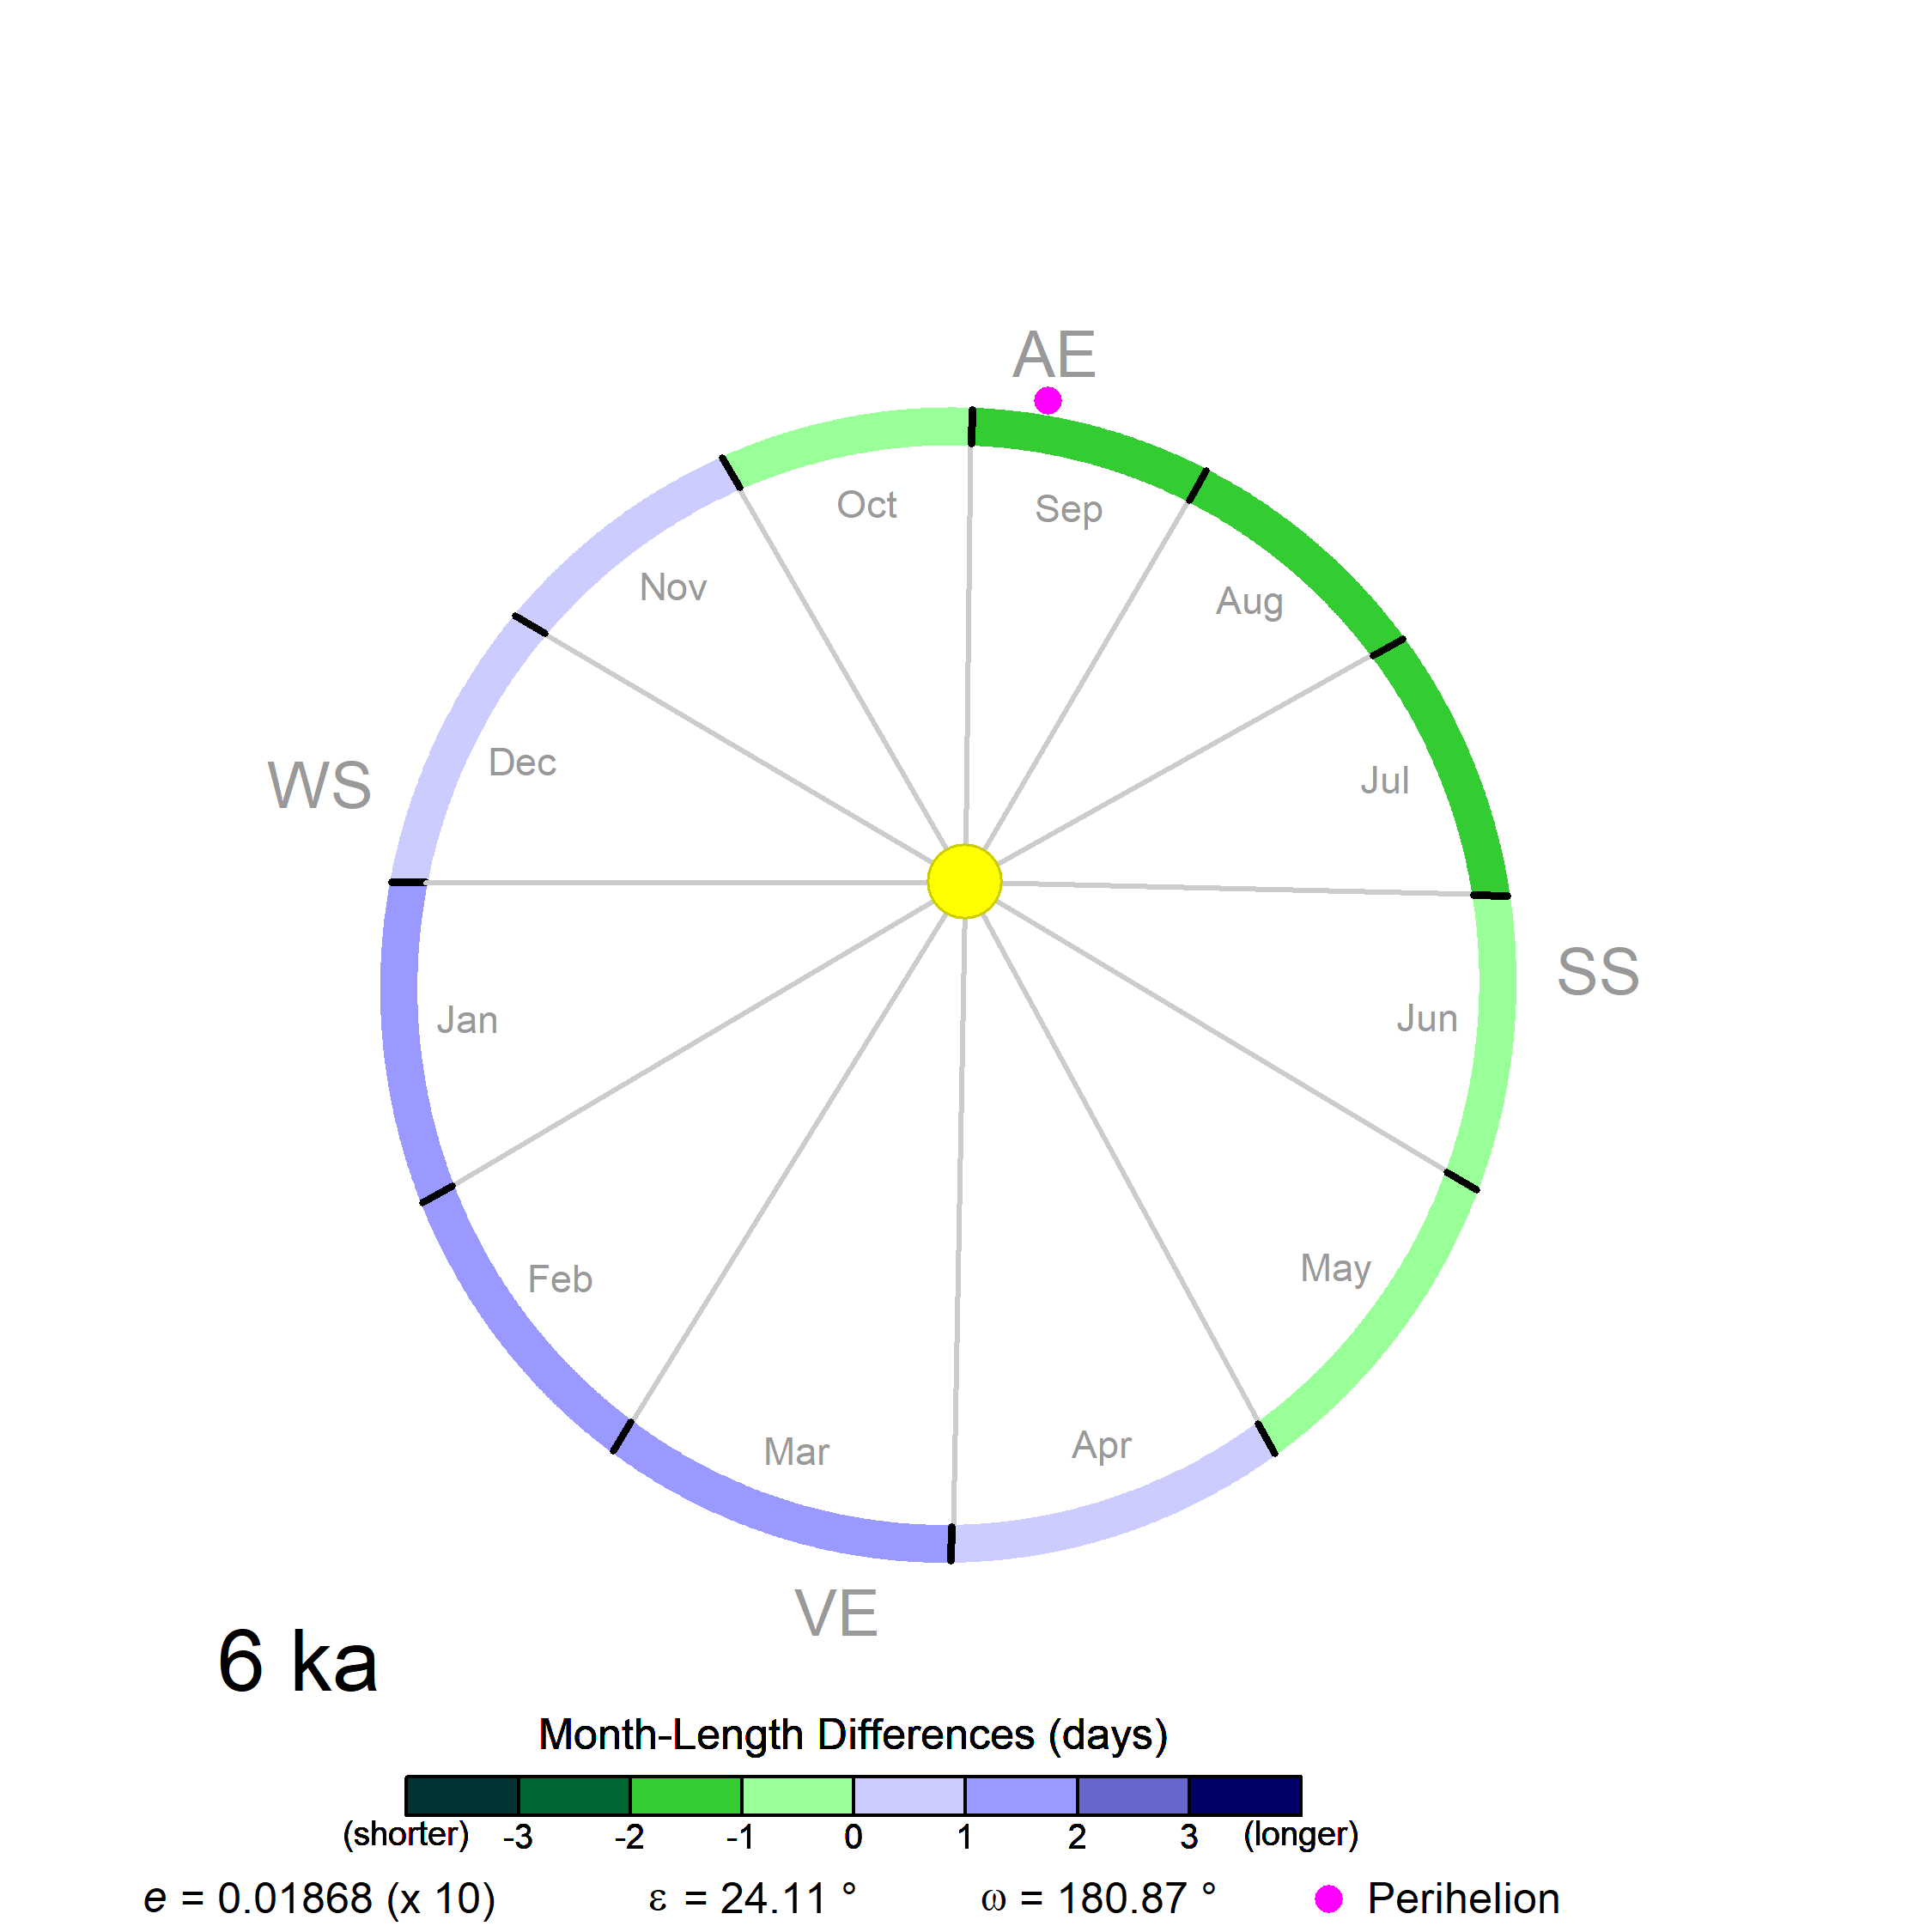 AE
Oct
Sep
Nov
Aug
WS
Dec
Jul
SS
Jan
Jun
Feb
May
Mar
Apr
VE
6 ka
Month-Length Differences (days)
(shorter) -3 -2 -1 0 1 2 3 (longer)
e = 0.01868 (x 10) ε = 24.11 ° ω = 180.87 ° Perihelion